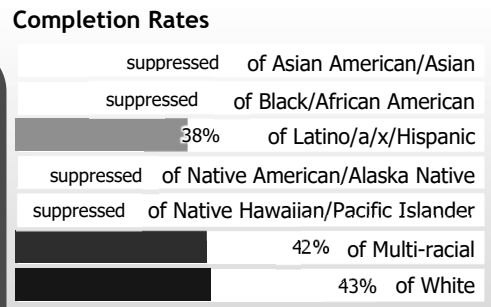 Completion Rates
suppressed of Asian American/Asian
suppressed of Black/African American
38% of Latino/a/x/Hispanic
suppressed of Native American/Alaska Native
suppressed of Native Hawaiian/Pacific Islander
42% of Multi-racial
43% of White